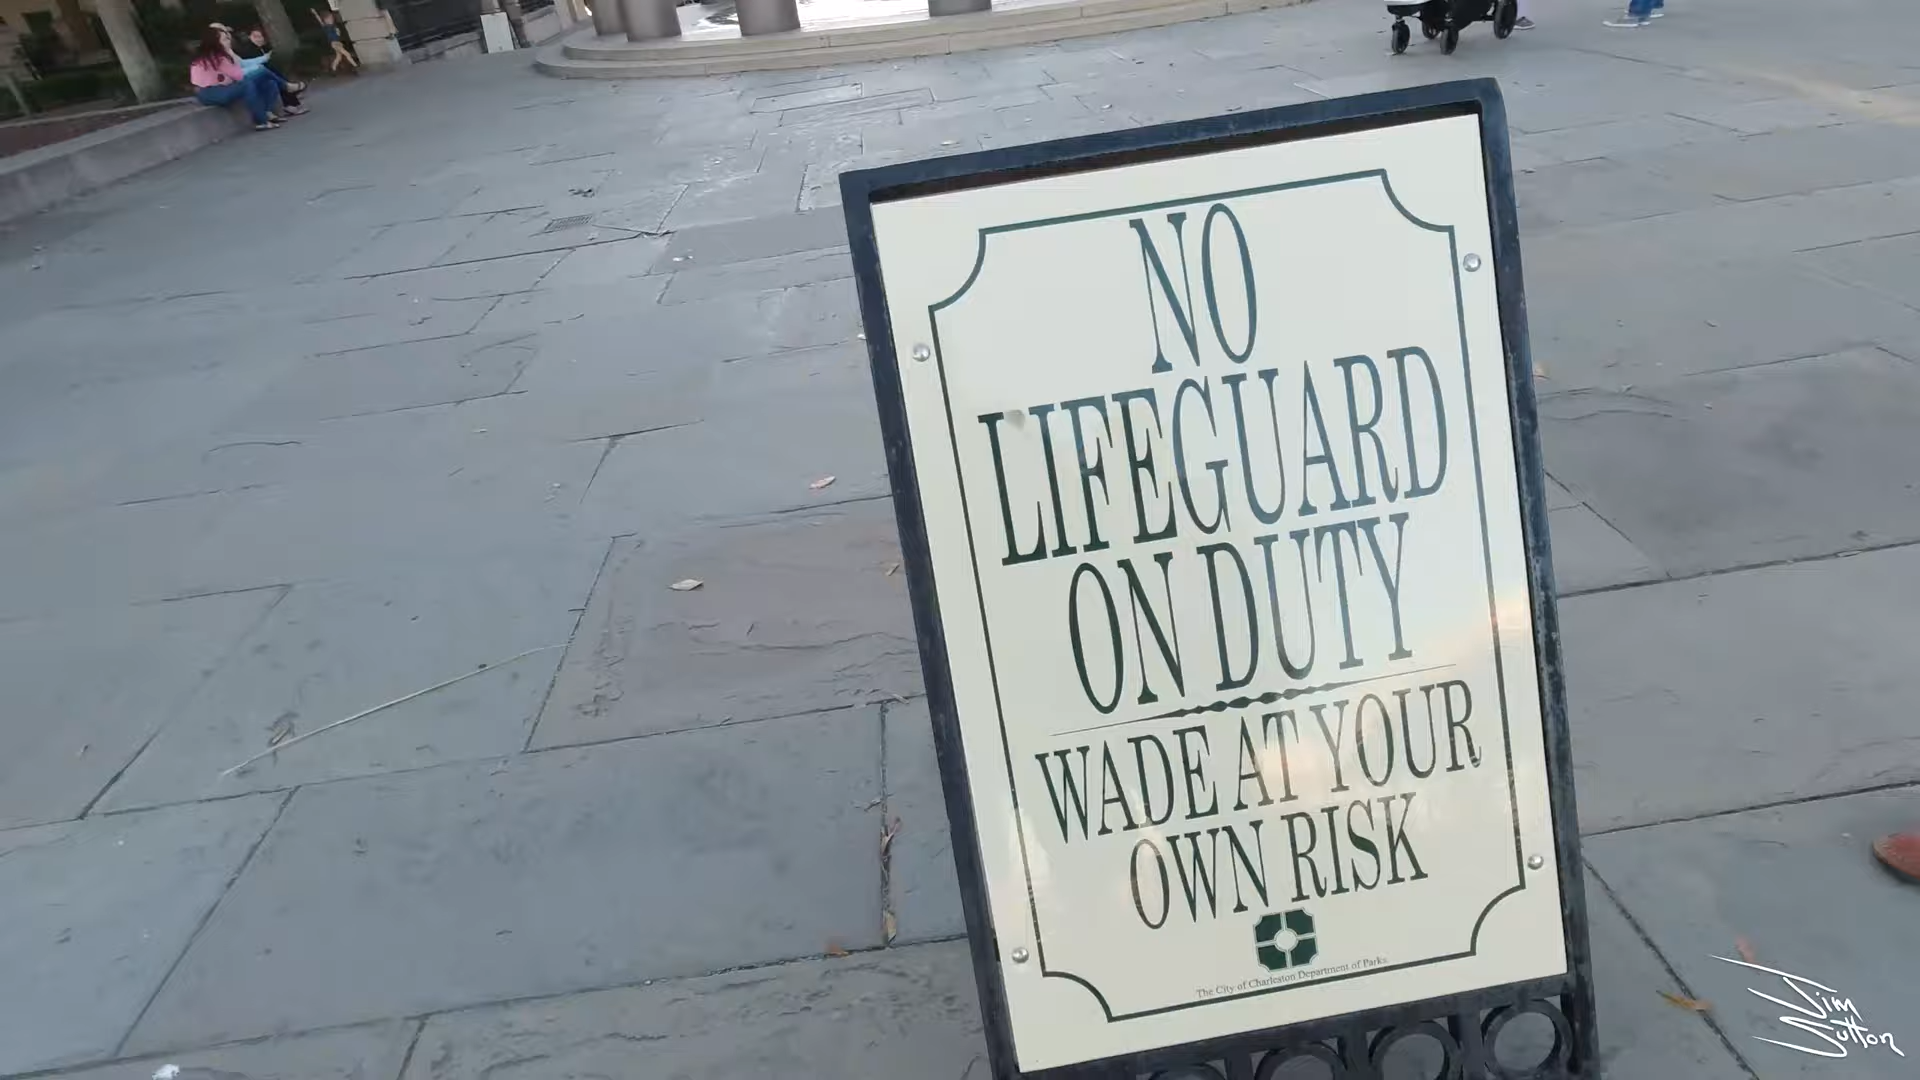 NO
LIFEGUARD
ON DUTY
WADE AT YOUR
OWN RISK
The City of Charleston Department of Parks
Jim
Sutton